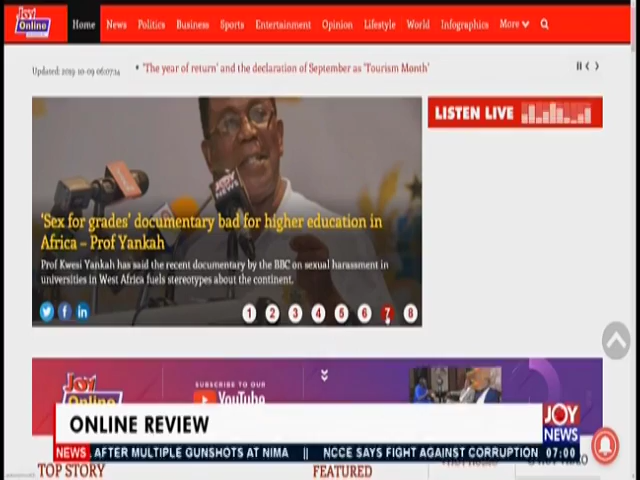 JOY
Online
Home News Politics Business Sports Entertainment Opinion Lifestyle World Infographics More
Updated: 2019-10-09 06:07:14
• 'The year of return' and the declaration of September as 'Tourism Month'
LISTEN LIVE
JOY
NEWS
'Sex for grades' documentary bad for higher education in
Africa – Prof Yankah
Prof Kwesi Yankah has said the recent documentary by the BBC on sexual harassment in
universities in West Africa fuels stereotypes about the continent.
1 2 3 4 5 6 7 8
JOY
Online
SUBSCRIBE TO OUR
YouTube
ONLINE REVIEW
JOY
NEWS
NEWS AFTER MULTIPLE GUNSHOTS AT NIMA || NCCE SAYS FIGHT AGAINST CORRUPTION 07:00
TOP STORY
FEATURED